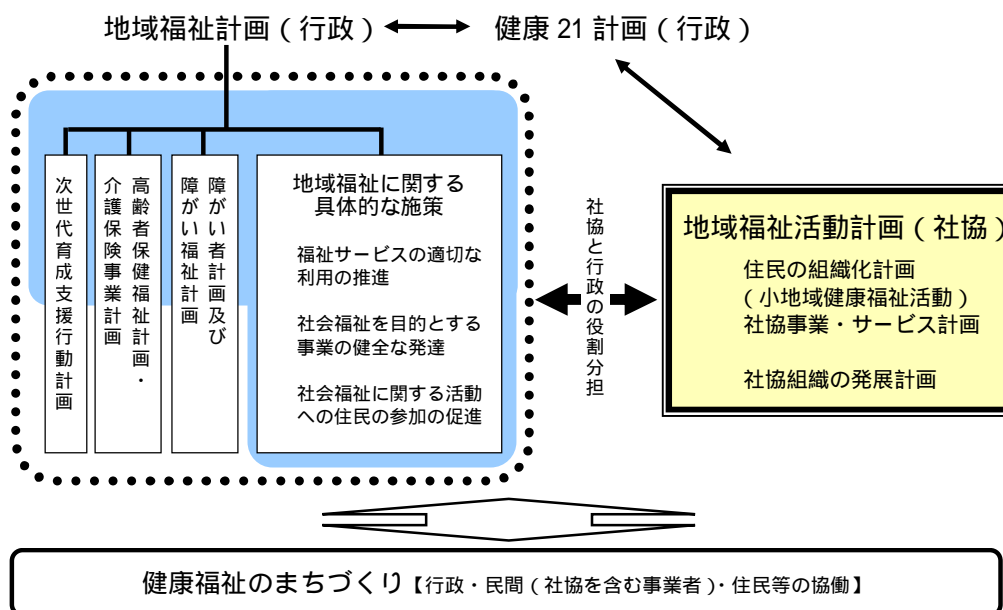 地域福祉計画（行政）
健康 21 計画（行政）
次世代育成支援行動計画
高齢者保健福祉計画・
介護保険事業計画
障がい者計画及び
障がい福祉計画
地域福祉に関する
具体的な施策
福祉サービスの適切な
利用の推進
社会福祉を目的とする
事業の健全な発達
社会福祉に関する活動
への住民の参加の促進
社協と行政の役割分担
地域福祉活動計画（社協）
住民の組織化計画
（小地域健康福祉活動）
社協事業・サービス計画
社協組織の発展計画
健康福祉のまちづくり【行政・民間（社協を含む事業者）・住民等の協働】